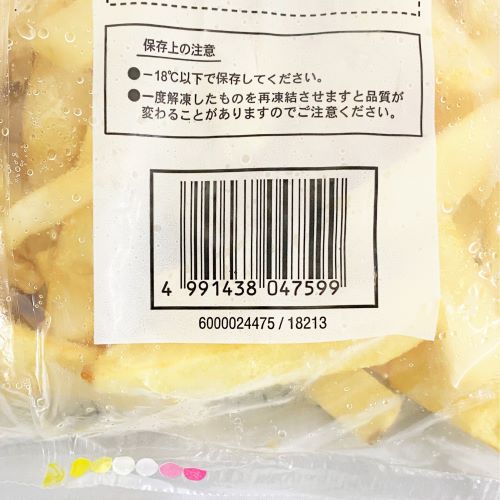 保存上の注意
●－18℃以下で保存してください。
●一度解凍したものを再凍結させますと品質が
変わることがありますのでご注意ください。
4 991438 047599
6000024475 / 18213